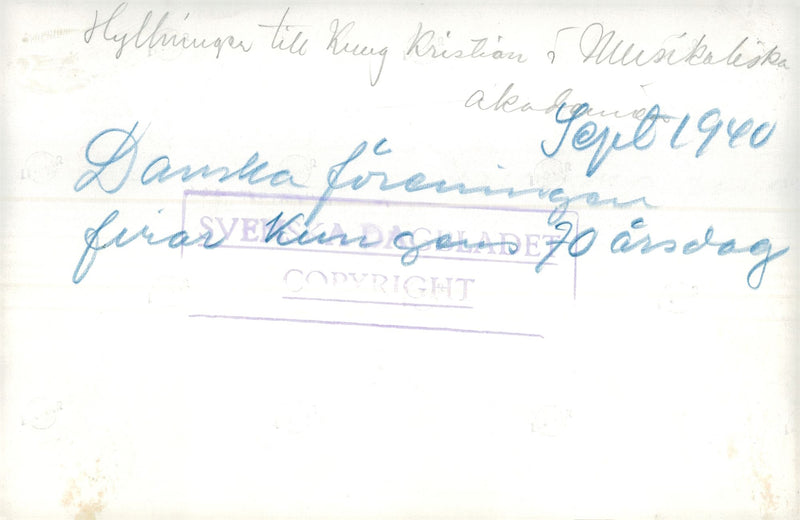 Hyllningar till Kung Kristian i Musikaliska
akademien
Sept 1940
Danska föreningen
firar Kungens 70 årsdag
SVENSKA DAGBLADET
COPYRIGHT